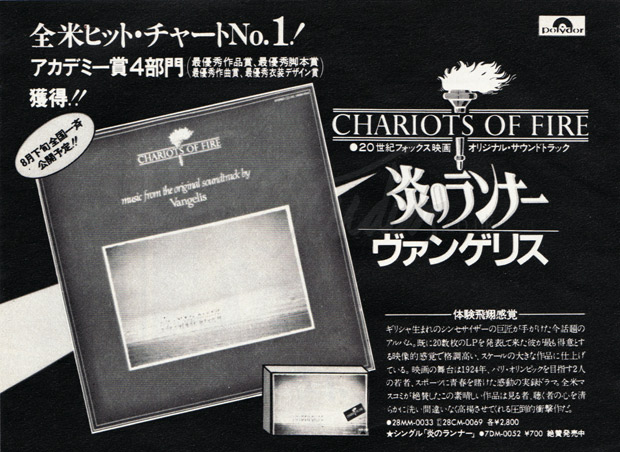 全米ヒット・チャートNo.1!
アカデミー賞4部門(最優秀作品賞、最優秀脚本賞
最優秀作曲賞、最優秀衣装デザイン賞)
獲得!!
8月下旬全国一斉
公開予定!!
polydor
CHARIOTS OF FIRE
●20世紀フォックス映画 オリジナル・サウンドトラック
炎のランナー
ヴァンゲリス
CHARIOTS OF FIRE
music from the original soundtrack by
Vangelis
体験飛翔感覚
ギリシャ生まれのシンセサイザーの巨匠が手がけた今話題の
アルバム。既に20数枚のLPを発表して来た彼が最も得意とす
る映像的感覚で格調高い、スケールの大きな作品に仕上げ
ている。映画の舞台は1924年、パリ・オリンピックを目指す2人
の若者、スポーツに青春を賭けた感動の実録ドラマ。全米マ
スコミが絶賛したこの素晴しい作品は見る者、聴く者の心を清
らかに洗い間違いなく高揚させてくれる圧倒的衝撃作だ。
●28MM-0033 28CM-0069 各¥2,800
★シングル「炎のランナー」●7DM-0052 ¥700 絶賛発売中